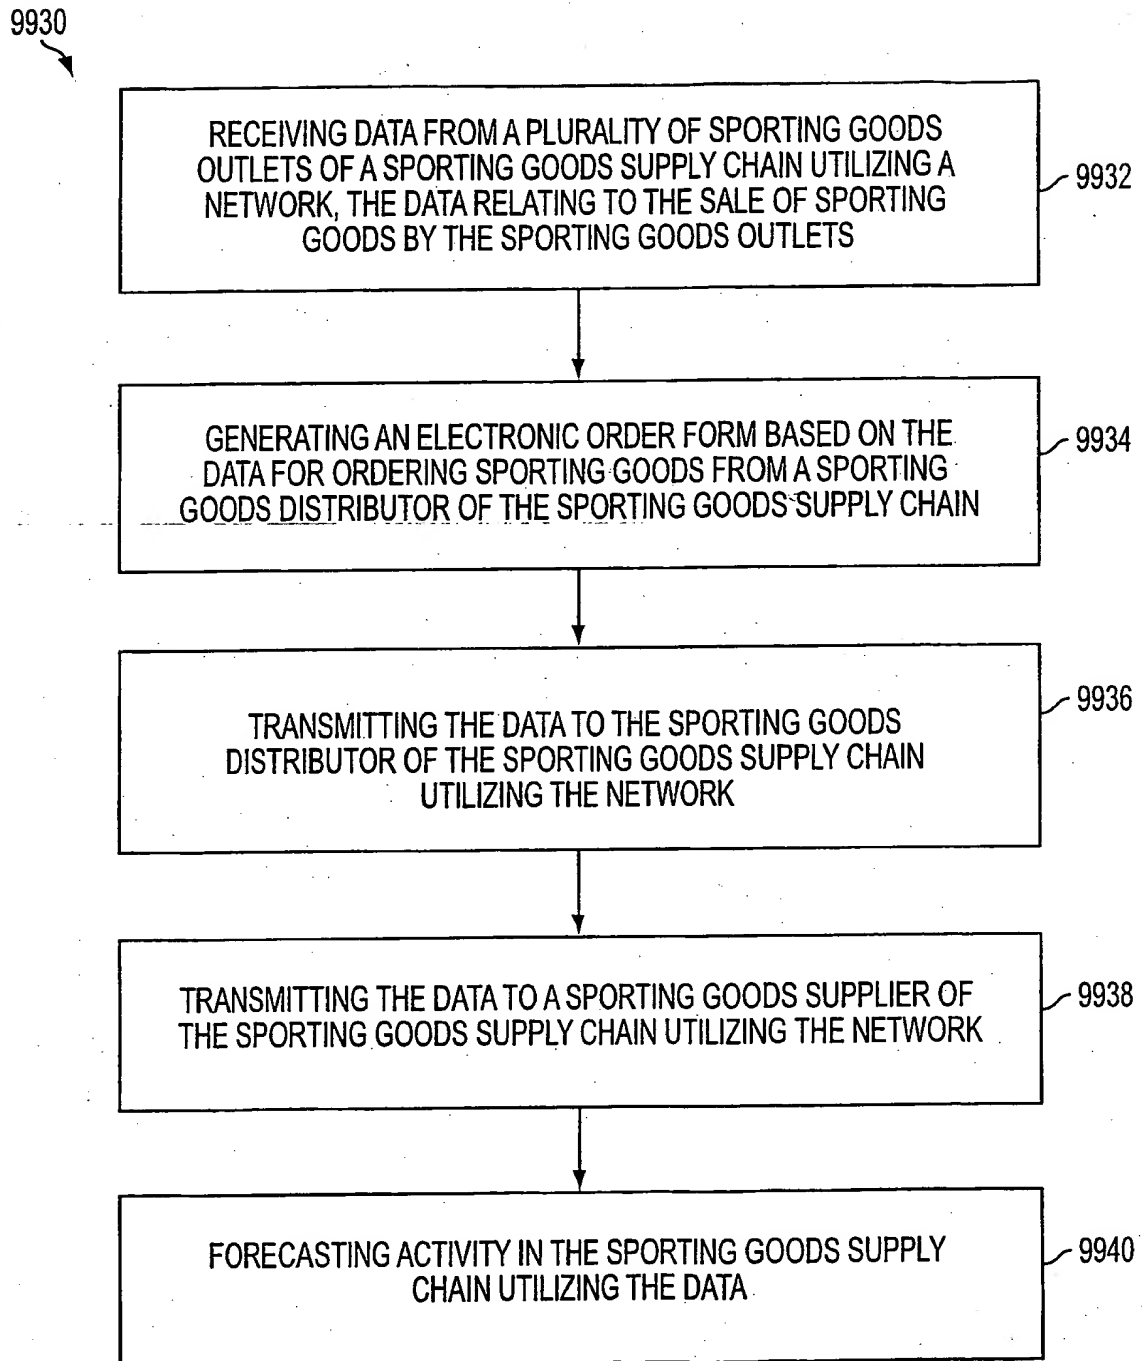 9930
RECEIVING DATA FROM A PLURALITY OF SPORTING GOODS
OUTLETS OF A SPORTING GOODS SUPPLY CHAIN UTILIZING A
NETWORK, THE DATA RELATING TO THE SALE OF SPORTING
GOODS BY THE SPORTING GOODS OUTLETS
9932
GENERATING AN ELECTRONIC ORDER FORM BASED ON THE
DATA FOR ORDERING SPORTING GOODS FROM A SPORTING
GOODS DISTRIBUTOR OF THE SPORTING GOODS SUPPLY CHAIN
9934
TRANSMITTING THE DATA TO THE SPORTING GOODS
DISTRIBUTOR OF THE SPORTING GOODS SUPPLY CHAIN
UTILIZING THE NETWORK
9936
TRANSMITTING THE DATA TO A SPORTING GOODS SUPPLIER OF
THE SPORTING GOODS SUPPLY CHAIN UTILIZING THE NETWORK
9938
FORECASTING ACTIVITY IN THE SPORTING GOODS SUPPLY
CHAIN UTILIZING THE DATA
9940